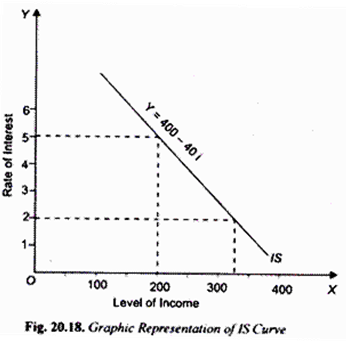 Y
Rate of Interest
6
5
4
3
2
1
O
Y = 400 – 40 i
IS
100
200
300
400
X
Level of Income
Fig. 20.18. Graphic Representation of IS Curve